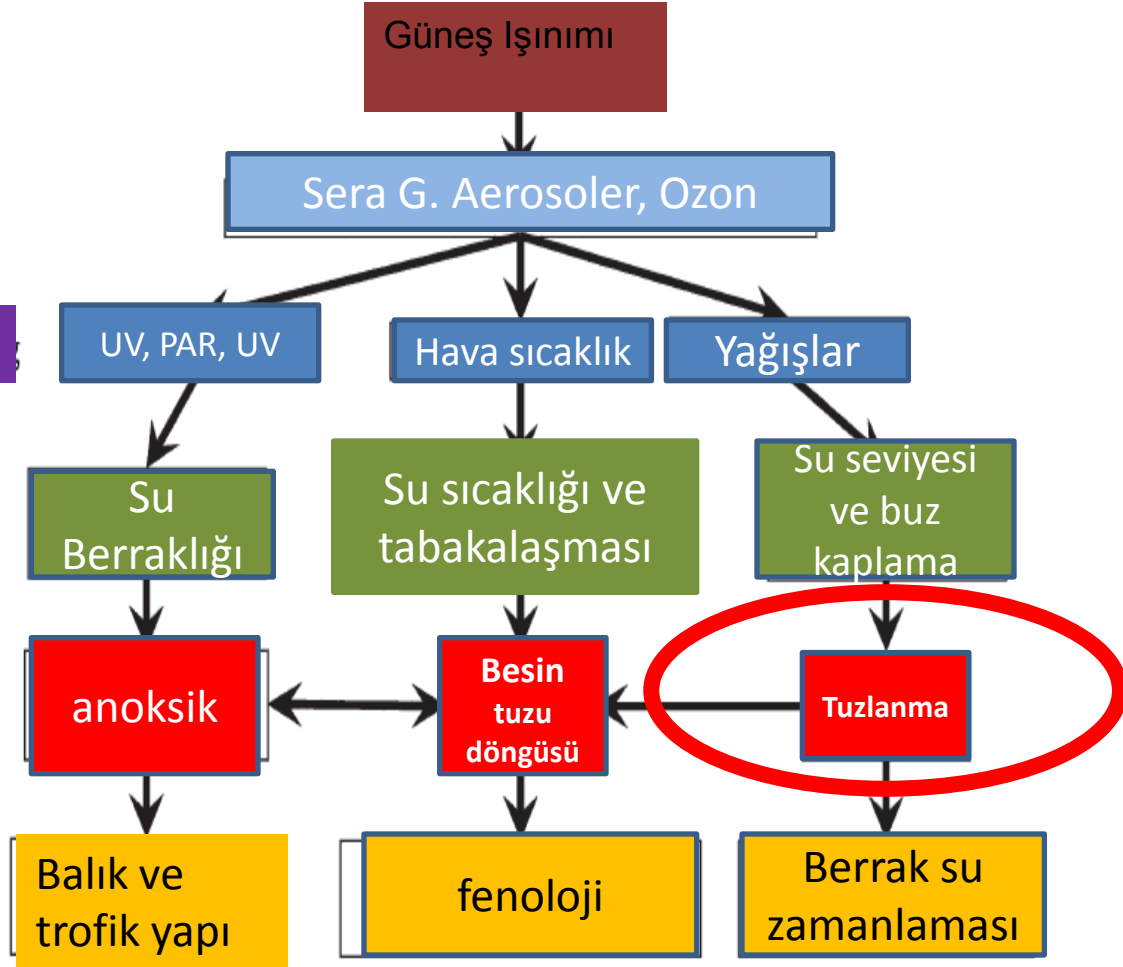 Güneş Işınımı
Sera G. Aerosoler, Ozon
UV, PAR, UV
Hava sıcaklık
Yağışlar
Su
Berraklığı
Su sıcaklığı ve
tabakalaşması
Su seviyesi
ve buz
kaplama
anoksik
Besin
tuzu
döngüsü
Tuzlanma
Balık ve
trofik yapı
fenoloji
Berrak su
zamanlaması